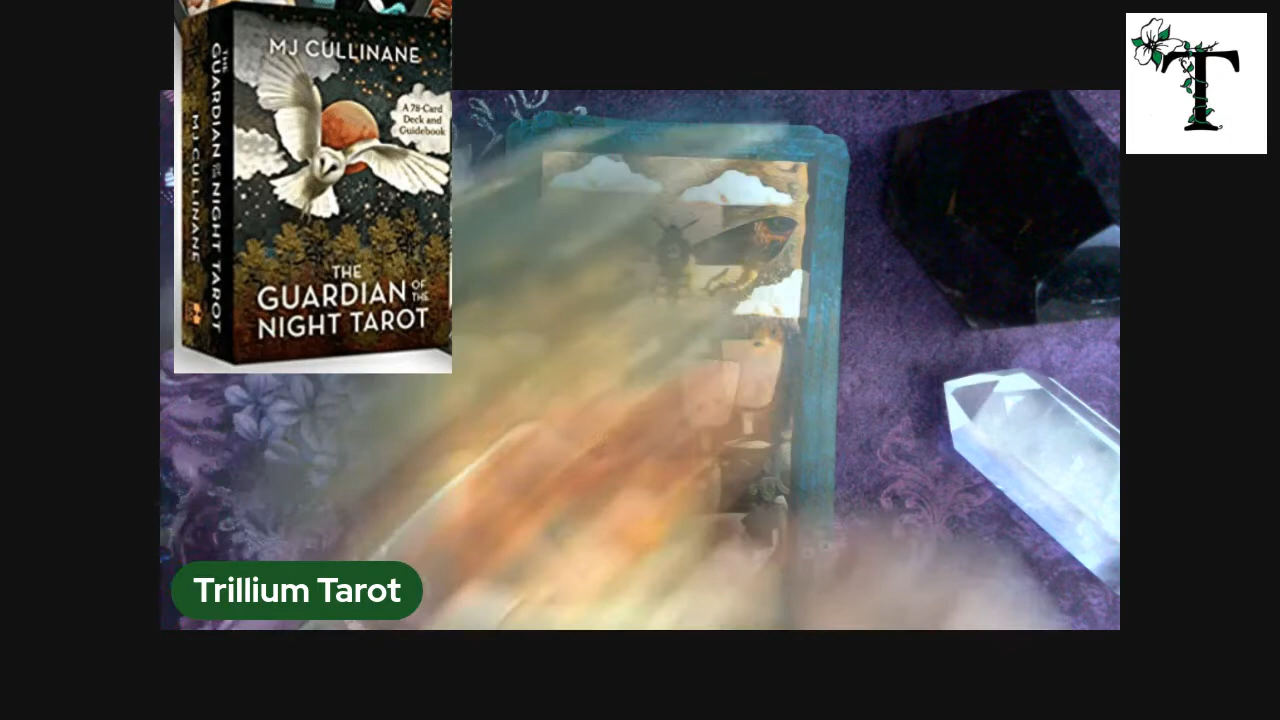 MJ CULLINANE
A 78-Card
Deck and
Guidebook
THE
GUARDIAN OF THE
NIGHT TAROT
THE GUARDIAN OF THE NIGHT TAROT
MJ CULLINANE
T
Trillium Tarot